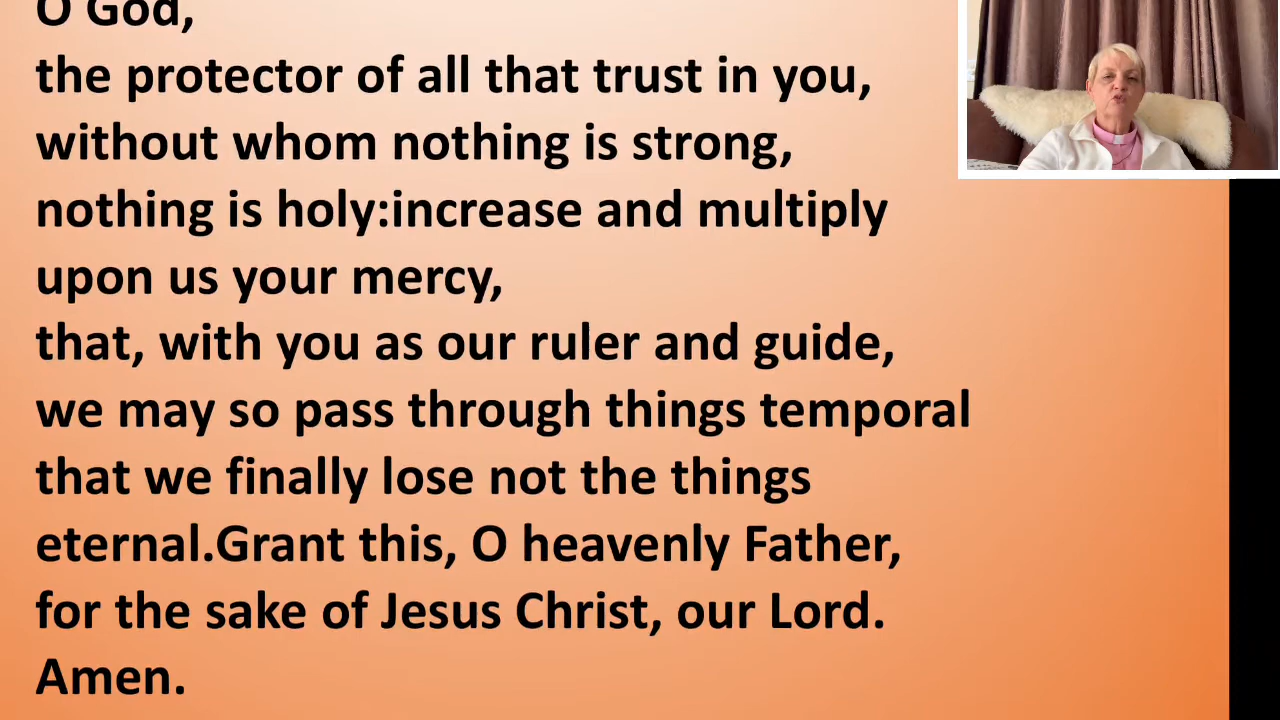 O God,
the protector of all that trust in you,
without whom nothing is strong,
nothing is holy:increase and multiply
upon us your mercy,
that, with you as our ruler and guide,
we may so pass through things temporal
that we finally lose not the things
eternal.Grant this, O heavenly Father,
for the sake of Jesus Christ, our Lord.
Amen.